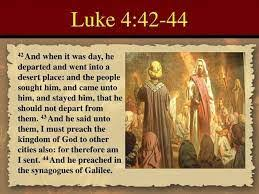 Luke 4:42-44
42 And when it was day, he
departed and went into a
desert place: and the people
sought him, and came unto
him, and stayed him, that he
should not depart from
them. 43 And he said unto
them, I must preach the
kingdom of God to other
cities also: for therefore am
I sent. 44 And he preached in
the synagogues of Galilee.